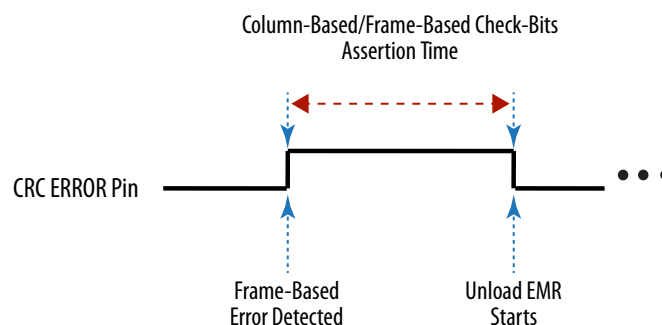 Column-Based/Frame-Based Check-Bits
Assertion Time
CRC ERROR Pin
Frame-Based
Error Detected
Unload EMR
Starts